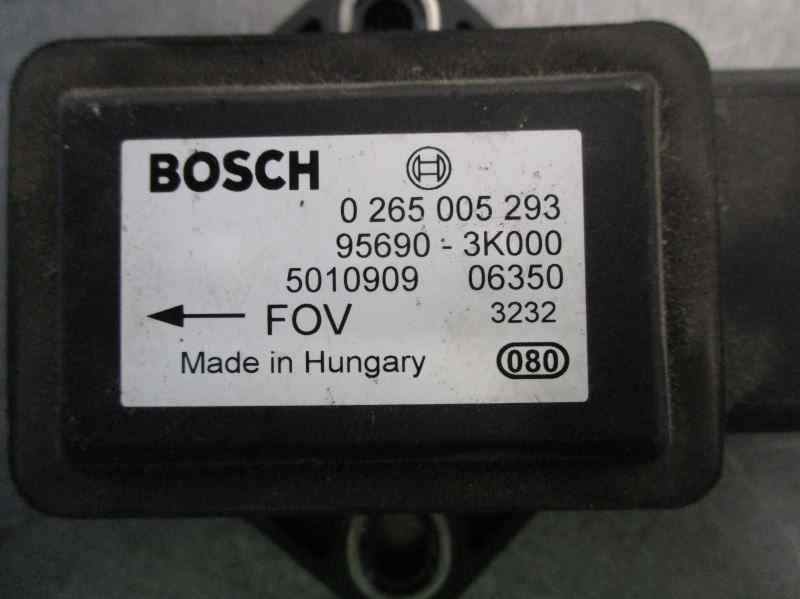 BOSCH
0 265 005 293
95690 - 3K000
5010909 06350
FOV 3232
Made in Hungary 080